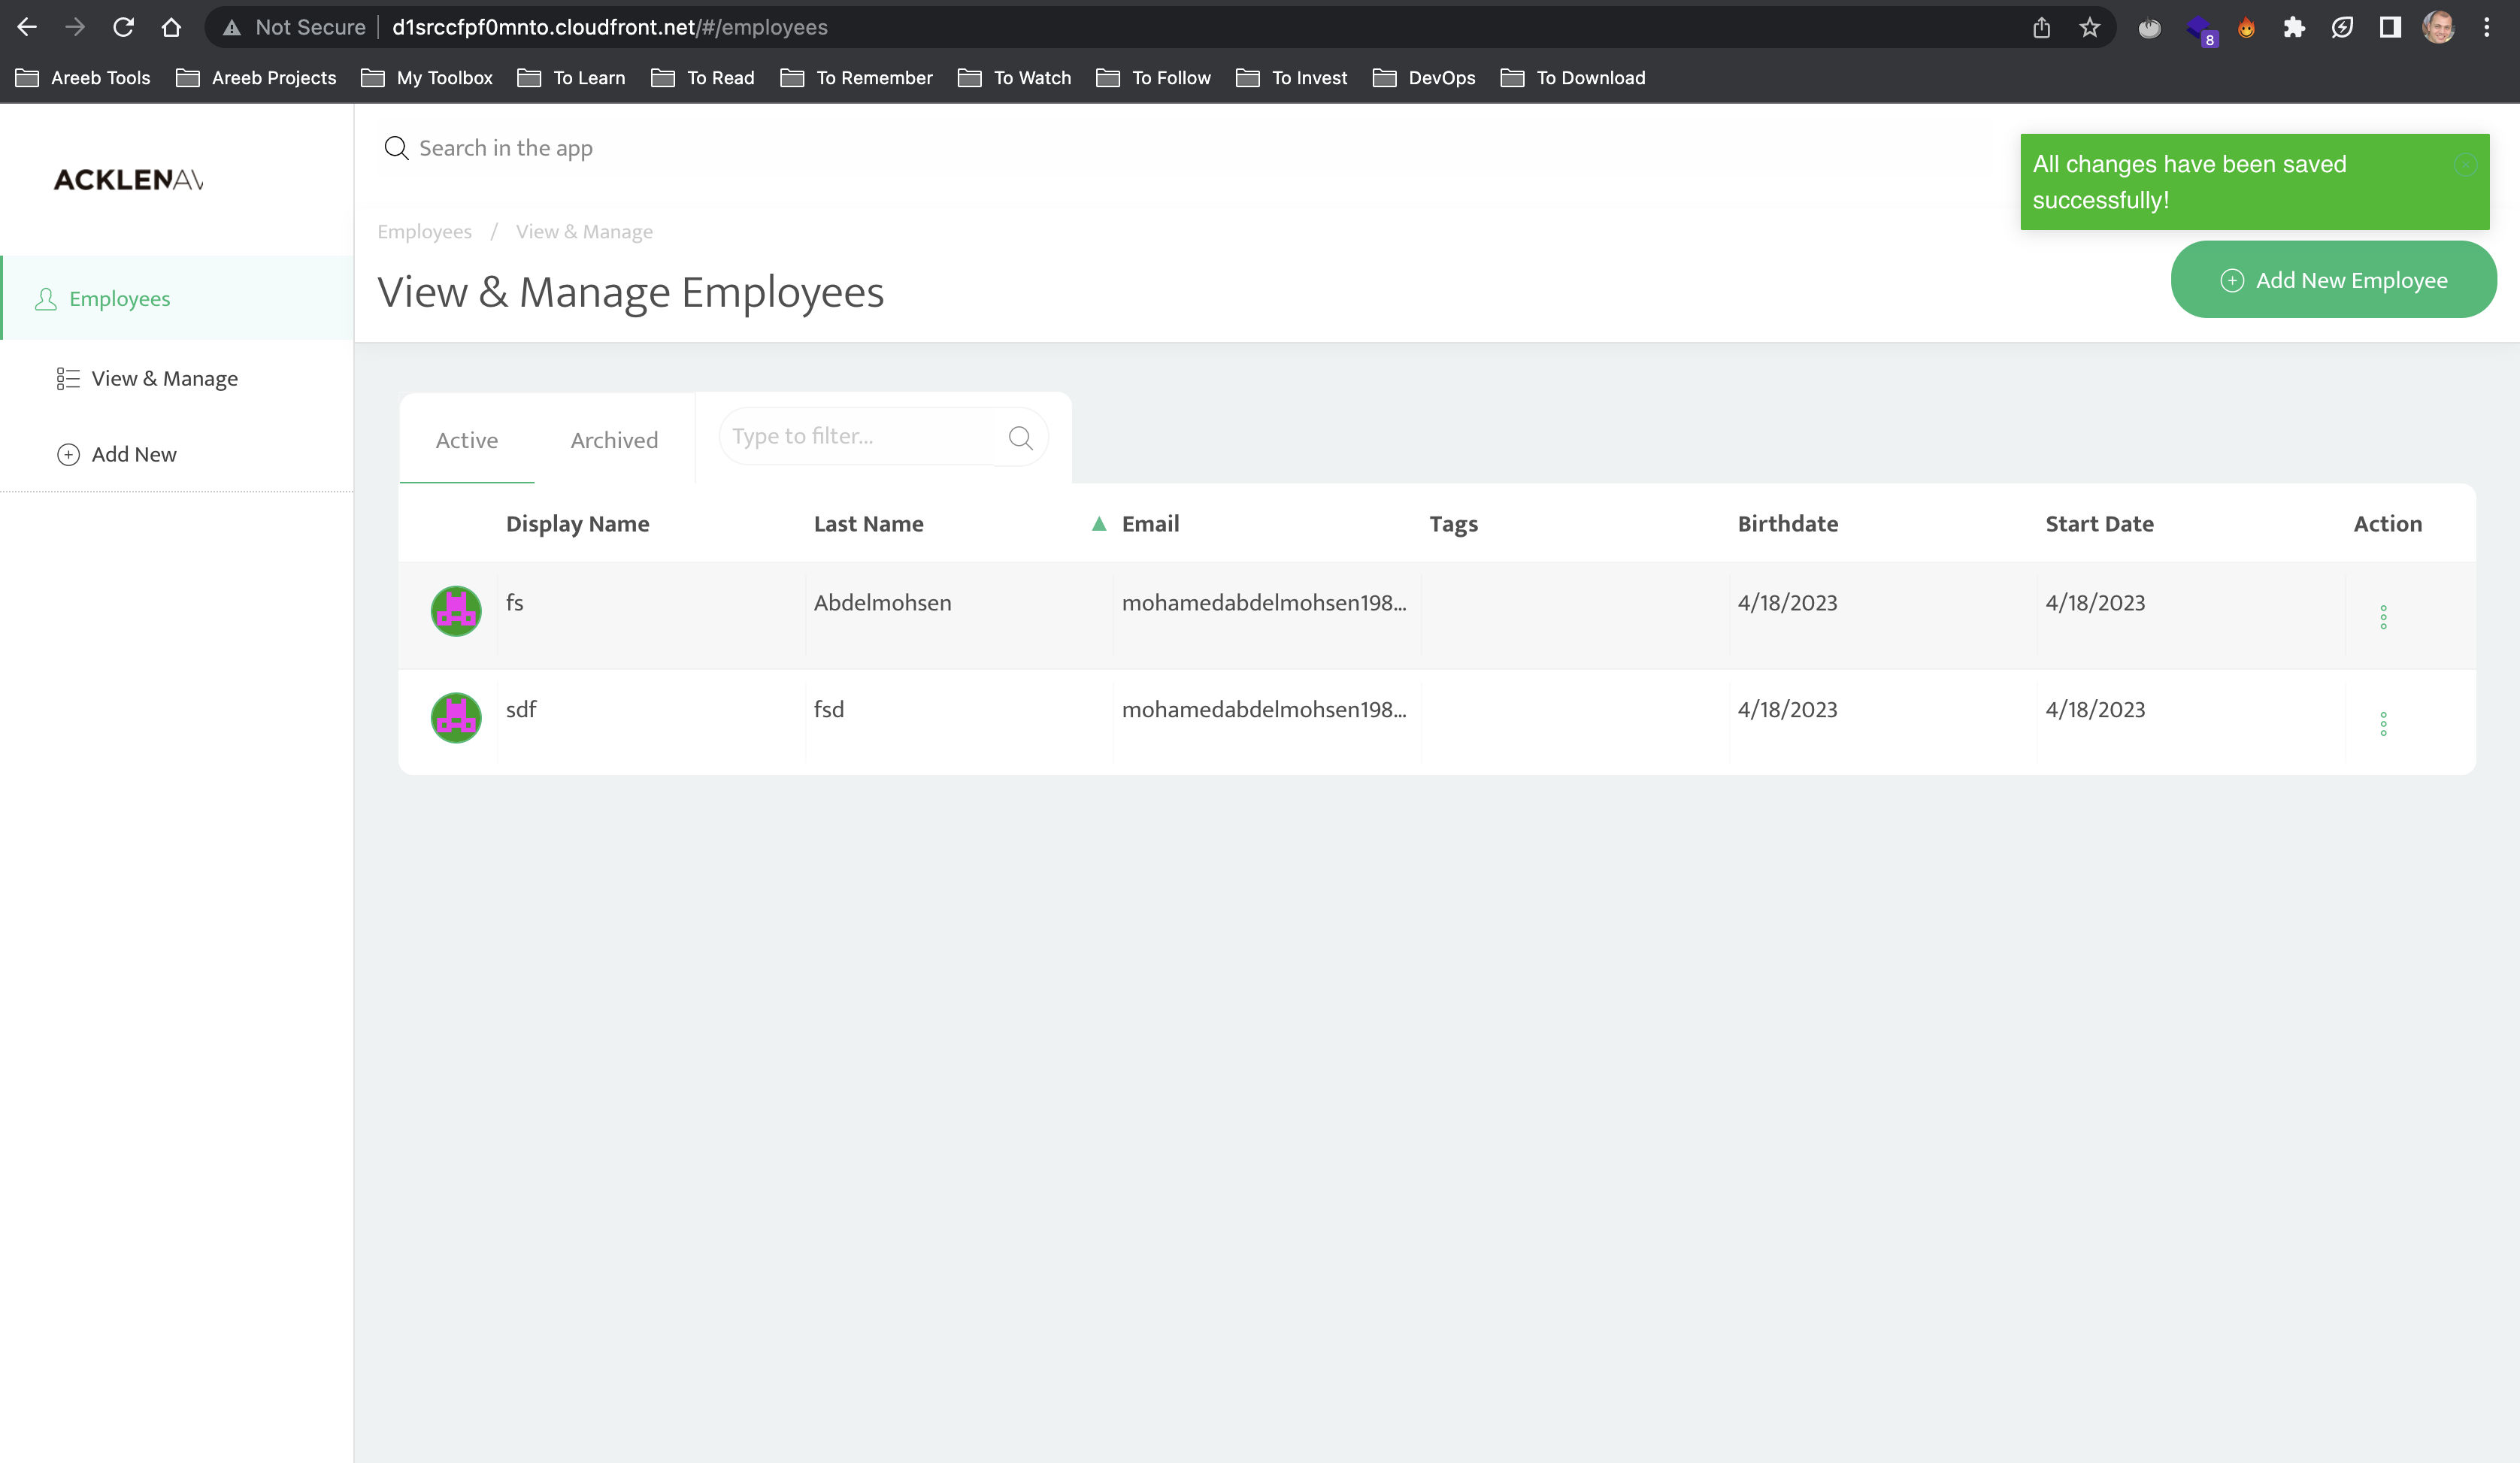 Not Secure
d1srccfpf0mnto.cloudfront.net/#/employees
8
Areeb Tools
Areeb Projects
My Toolbox
To Learn
To Read
To Remember
To Watch
To Follow
To Invest
DevOps
To Download
ACKLENAV
Search in the app
All changes have been saved
successfully!
Employees / View & Manage
View & Manage Employees
Add New Employee
Employees
View & Manage
Add New
Active
Archived
Type to filter...
Display Name Last Name Email Tags Birthdate Start Date Action
fs Abdelmohsen mohamedabdelmohsen198... 4/18/2023 4/18/2023
sdf fsd mohamedabdelmohsen198... 4/18/2023 4/18/2023